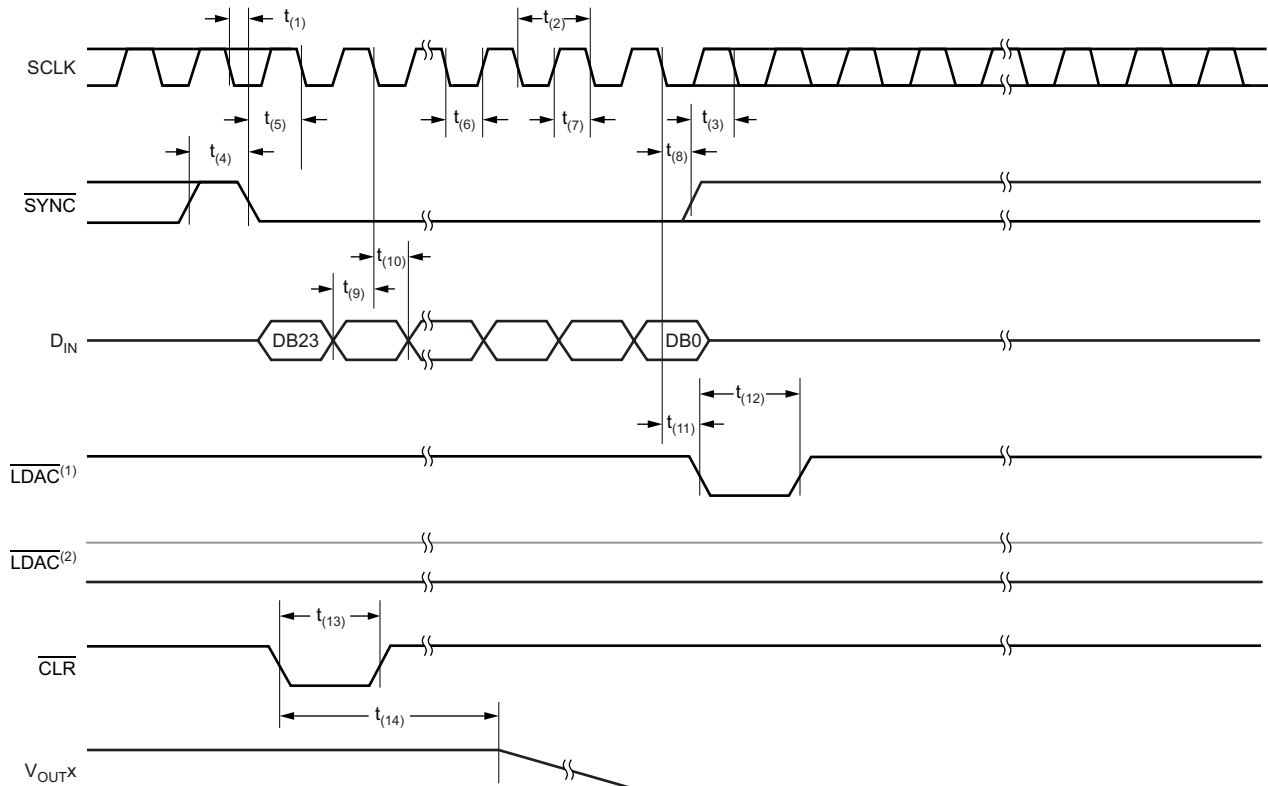 t(1)
t(2)
SCLK
t(5)
t(6)
t(7)
t(3)
t(4)
t(8)
SYNC
t(10)
t(9)
DIN
DB23
DB0
t(12)
t(11)
LDAC(1)
LDAC(2)
t(13)
CLR
t(14)
VOUTX